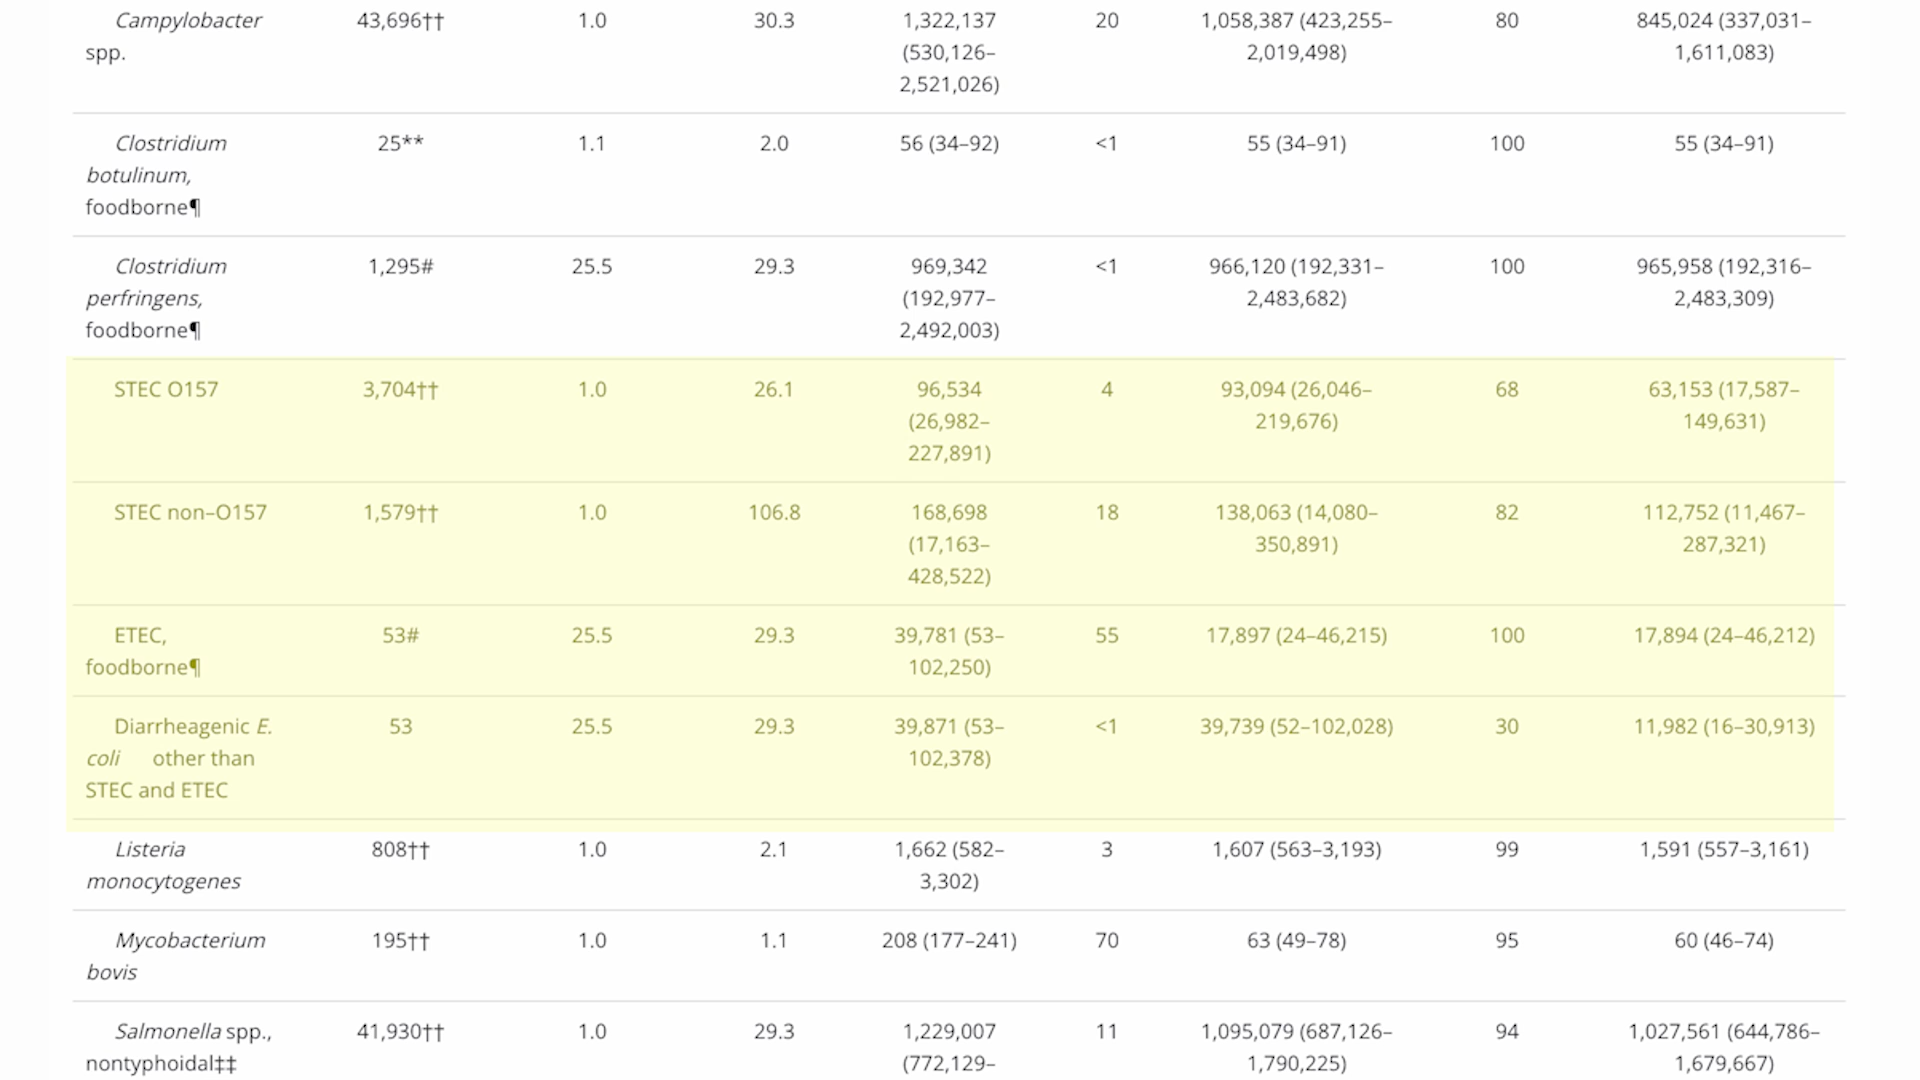 Campylobacter 43,696†† 1.0 30.3 1,322,137 20 1,058,387 (423,255– 80 845,024 (337,031–
spp. (530,126– 2,019,498) 1,611,083)
2,521,026)
Clostridium 25** 1.1 2.0 56 (34–92) <1 55 (34–91) 100 55 (34–91)
botulinum,
foodborne¶
Clostridium 1,295# 25.5 29.3 969,342 <1 966,120 (192,331– 100 965,958 (192,316–
perfringens, (192,977– 2,483,682) 2,483,309)
foodborne¶ 2,492,003)
STEC O157 3,704†† 1.0 26.1 96,534 4 93,094 (26,046– 68 63,153 (17,587–
(26,982– 219,676) 149,631)
227,891)
STEC non–O157 1,579†† 1.0 106.8 168,698 18 138,063 (14,080– 82 112,752 (11,467–
(17,163– 350,891) 287,321)
428,522)
ETEC, 53# 25.5 29.3 39,781 (53– 55 17,897 (24–46,215) 100 17,894 (24–46,212)
foodborne¶ 102,250)
Diarrheagenic E. 53 25.5 29.3 39,871 (53– <1 39,739 (52–102,028) 30 11,982 (16–30,913)
coli other than 102,378)
STEC and ETEC
Listeria 808†† 1.0 2.1 1,662 (582– 3 1,607 (563–3,193) 99 1,591 (557–3,161)
monocytogenes 3,302)
Mycobacterium 195†† 1.0 1.1 208 (177–241) 70 63 (49–78) 95 60 (46–74)
bovis
Salmonella spp., 41,930†† 1.0 29.3 1,229,007 11 1,095,079 (687,126– 94 1,027,561 (644,786–
nontyphoidal‡‡ (772,129– 1,790,225) 1,679,667)